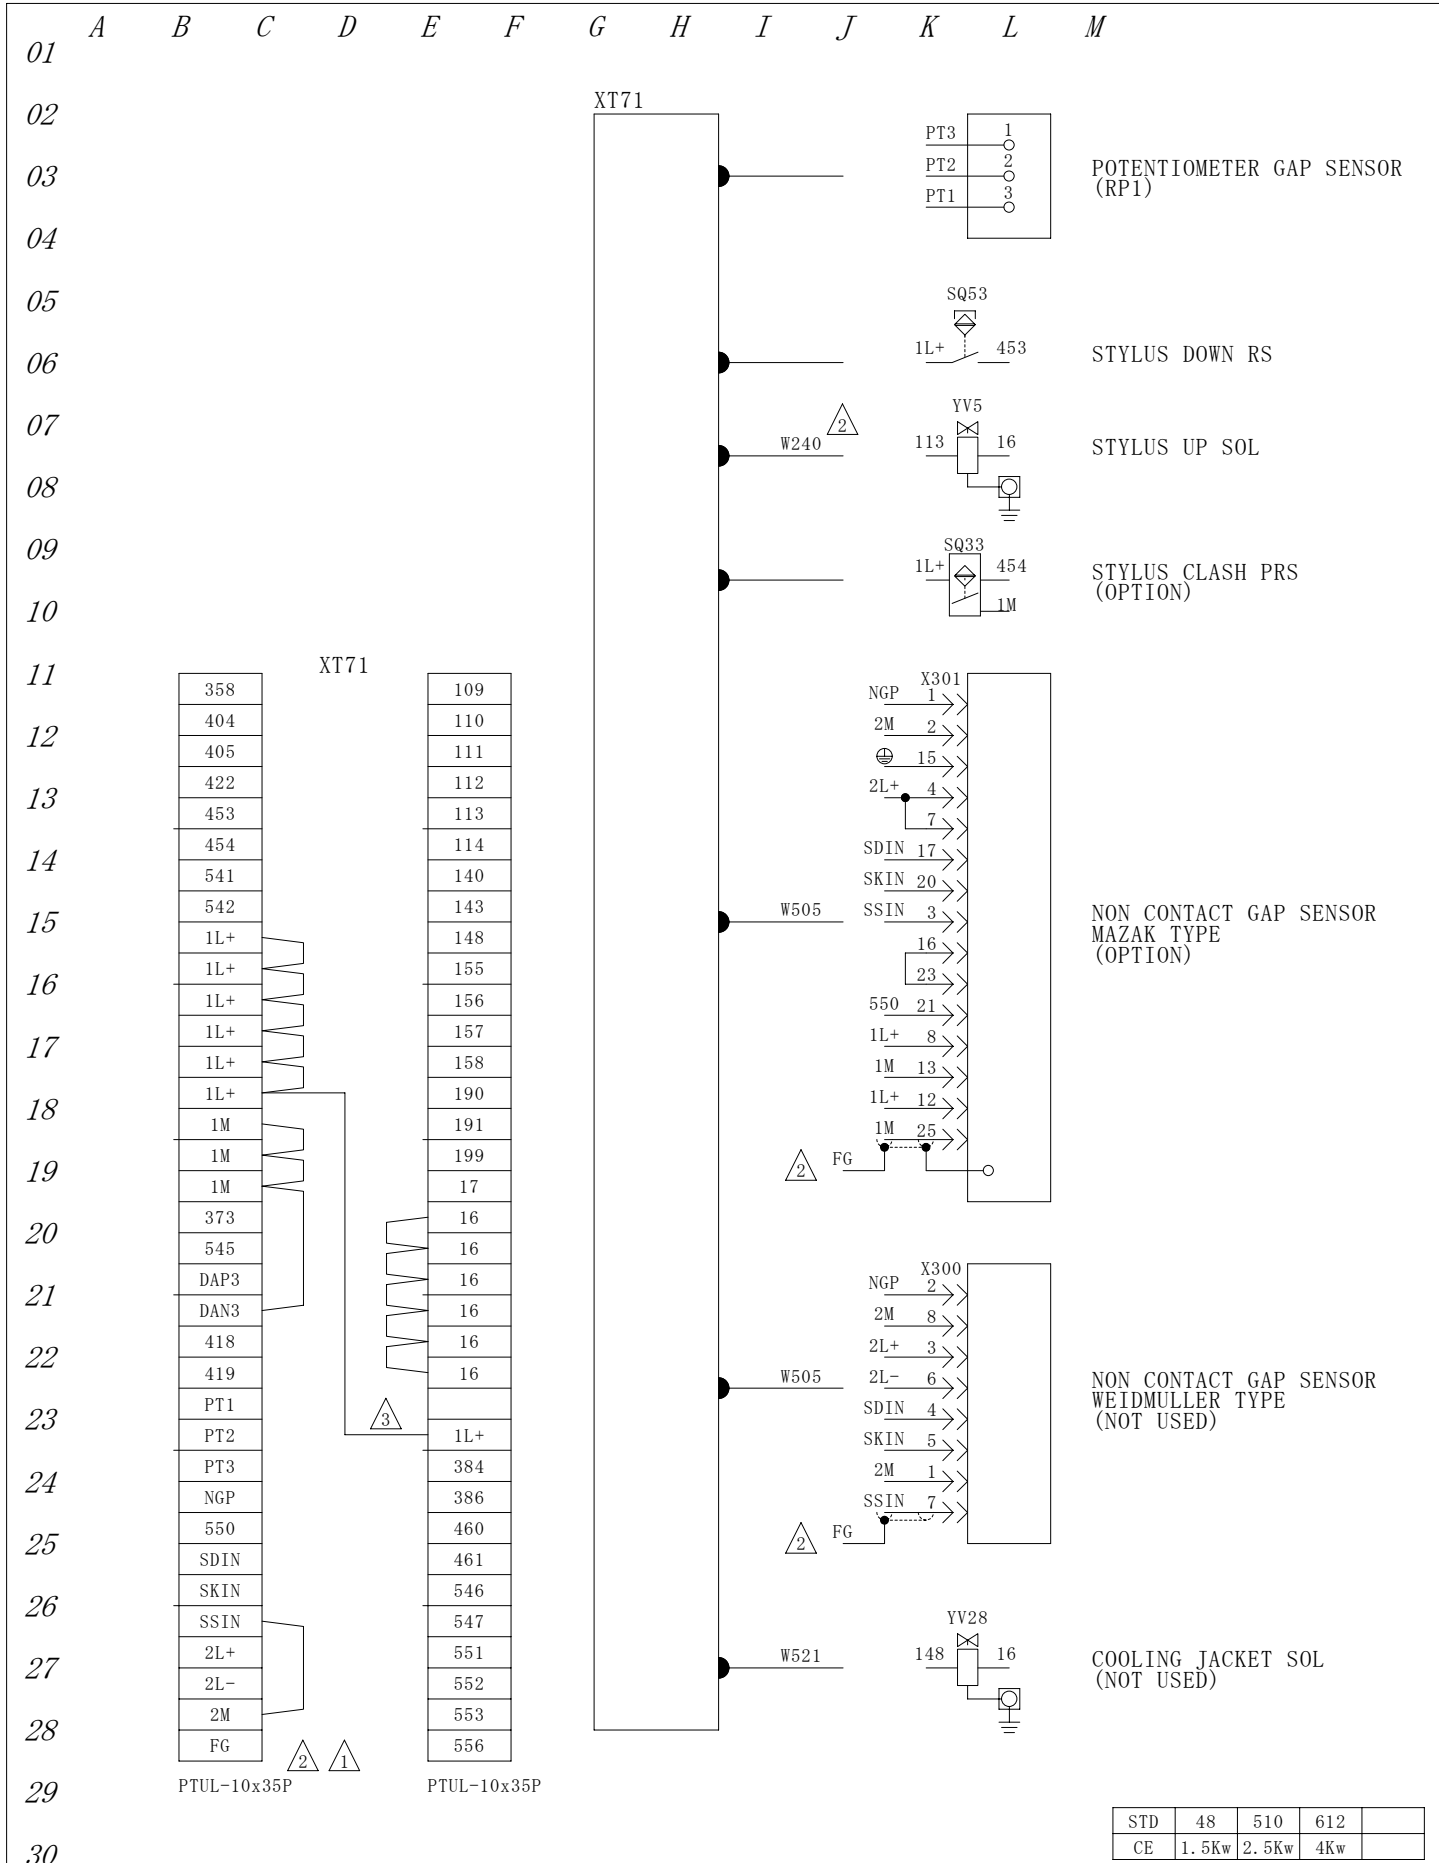 A B C D E F G H I J K L M
01
02
03
04
05
06
07
08
09
10
11
12
13
14
15
16
17
18
19
20
21
22
23
24
25
26
27
28
29
30
XT71
358
404
405
422
453
454
541
542
1L+
1L+
1L+
1L+
1L+
1L+
1M
1M
1M
373
545
DAP3
DAN3
418
419
PT1
PT2
PT3
NGP
550
SDIN
SKIN
SSIN
2L+
2L-
2M
FG
PTUL-10x35P
2 1
3
109
110
111
112
113
114
140
143
148
155
156
157
158
190
191
199
17
16
16
16
16
16
16
1L+
384
386
460
461
546
547
551
552
553
556
PTUL-10x35P
XT71
PT3 1
PT2 2
PT1 3
POTENTIOMETER GAP SENSOR
(RP1)
SQ53
1L+ 453
STYLUS DOWN RS
2
W240
YV5
113 16
STYLUS UP SOL
SQ33
1L+ 454
1M
STYLUS CLASH PRS
(OPTION)
X301
NGP 1
2M 2
15
2L+ 4
7
SDIN 17
SKIN 20
W505
SSIN 3
16
23
550 21
1L+ 8
1M 13
1L+ 12
1M 25
2 FG
NON CONTACT GAP SENSOR
MAZAK TYPE
(OPTION)
X300
NGP 2
2M 8
2L+ 3
W505
2L- 6
SDIN 4
SKIN 5
2M 1
SSIN 7
2 FG
NON CONTACT GAP SENSOR
WEIDMULLER TYPE
(NOT USED)
W521
YV28
148 16
COOLING JACKET SOL
(NOT USED)
STD 48 510 612
CE 1.5Kw 2.5Kw 4Kw